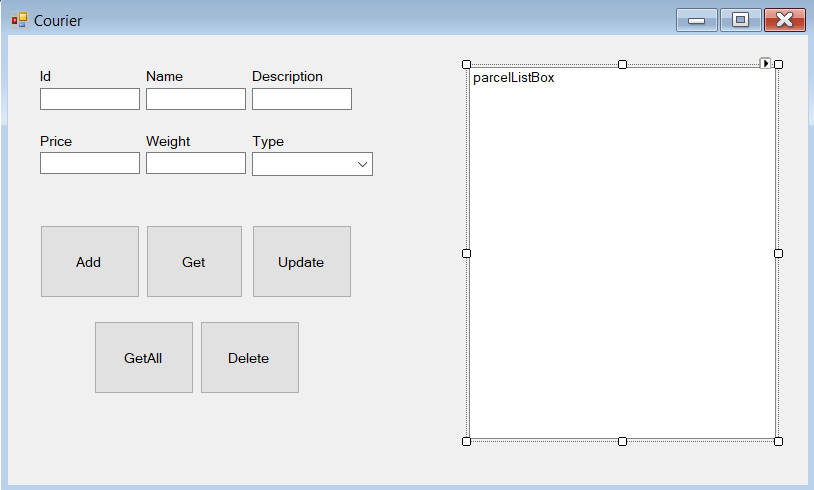 Courier
Id Name Description
Price Weight Type
Add Get Update
GetAll Delete
parcelListBox